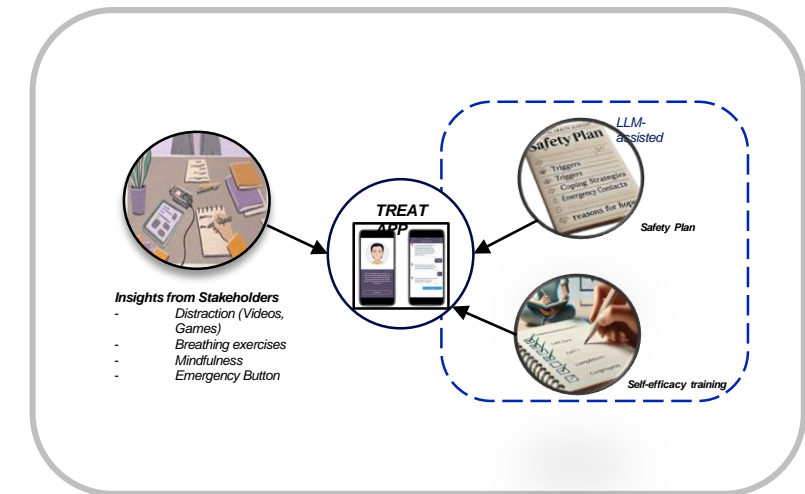 LLM-
assisted
Safety Plan
Triggers
Triggers
Coping Strategies
Emergency Contacts
reasons for hope
Safety Plan
TREAT
APP
Insights from Stakeholders
- Distraction (Videos,
Games)
- Breathing exercises
- Mindfulness
- Emergency Button
Self-efficacy training